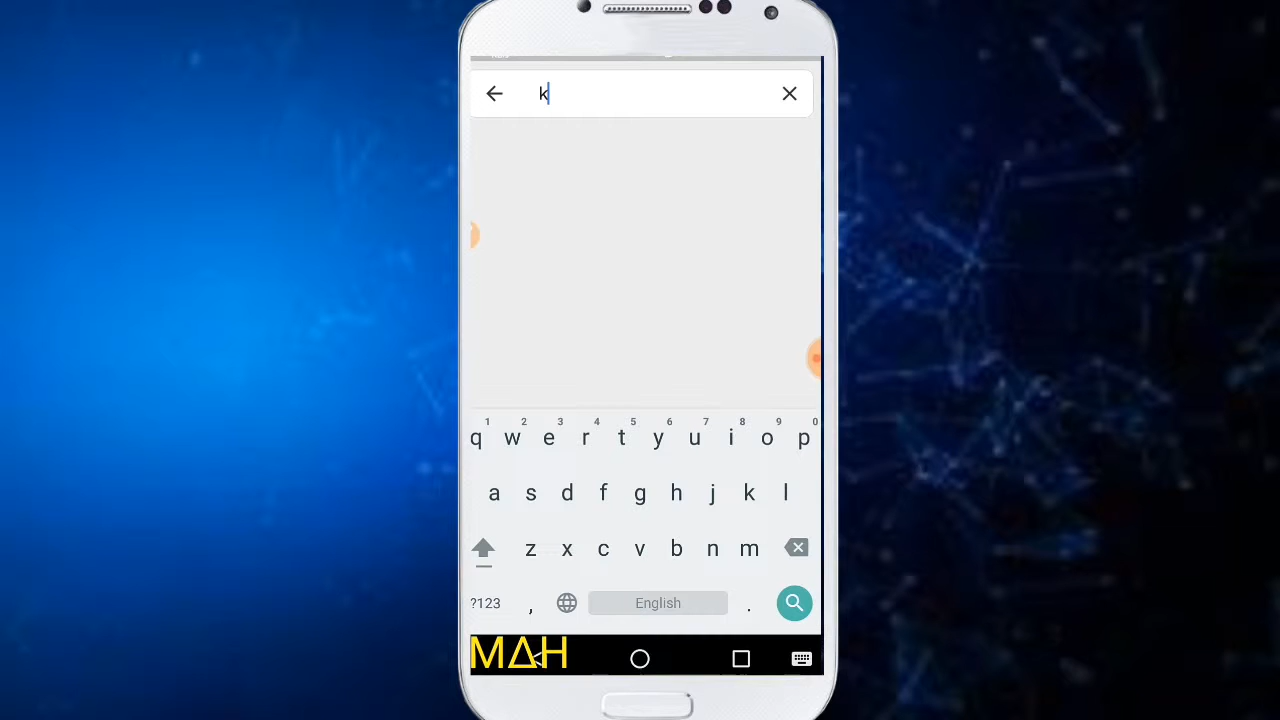 k
1 2 3 4 5 6 7 8 9 0
q w e r t y u i o p
a s d f g h j k l
z x c v b n m
?123 , English .
MΔH